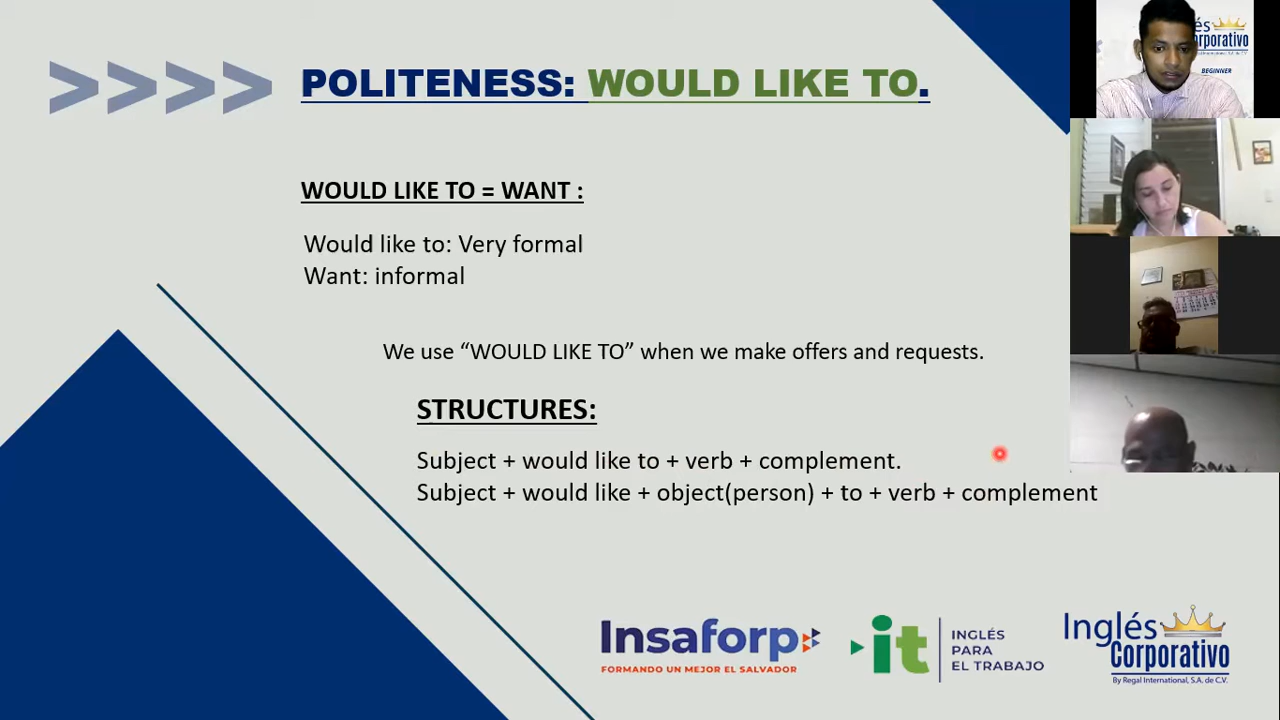 >>>>
POLITENESS: WOULD LIKE TO.
WOULD LIKE TO = WANT :
Would like to: Very formal
Want: informal
We use “WOULD LIKE TO” when we make offers and requests.
STRUCTURES:
Subject + would like to + verb + complement.
Subject + would like + object(person) + to + verb + complement
Insaforp
FORMANDO UN MEJOR EL SALVADOR
it
INGLÉS
PARA
EL TRABAJO
Inglés
Corporativo
By Regal International, S.A. de C.V.
BEGINNER